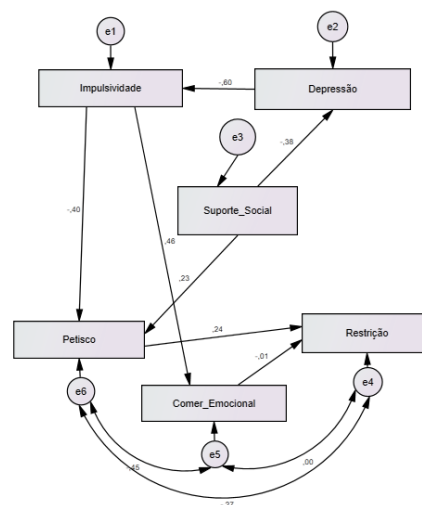 e1
e2
Impulsividade
-,60
Depressão
e3
-,38
Suporte_Social
-,40
,46
,23
Petisco
,24
Restrição
-,01
e6
Comer_Emocional
e4
e5
-,45
,00
-,27